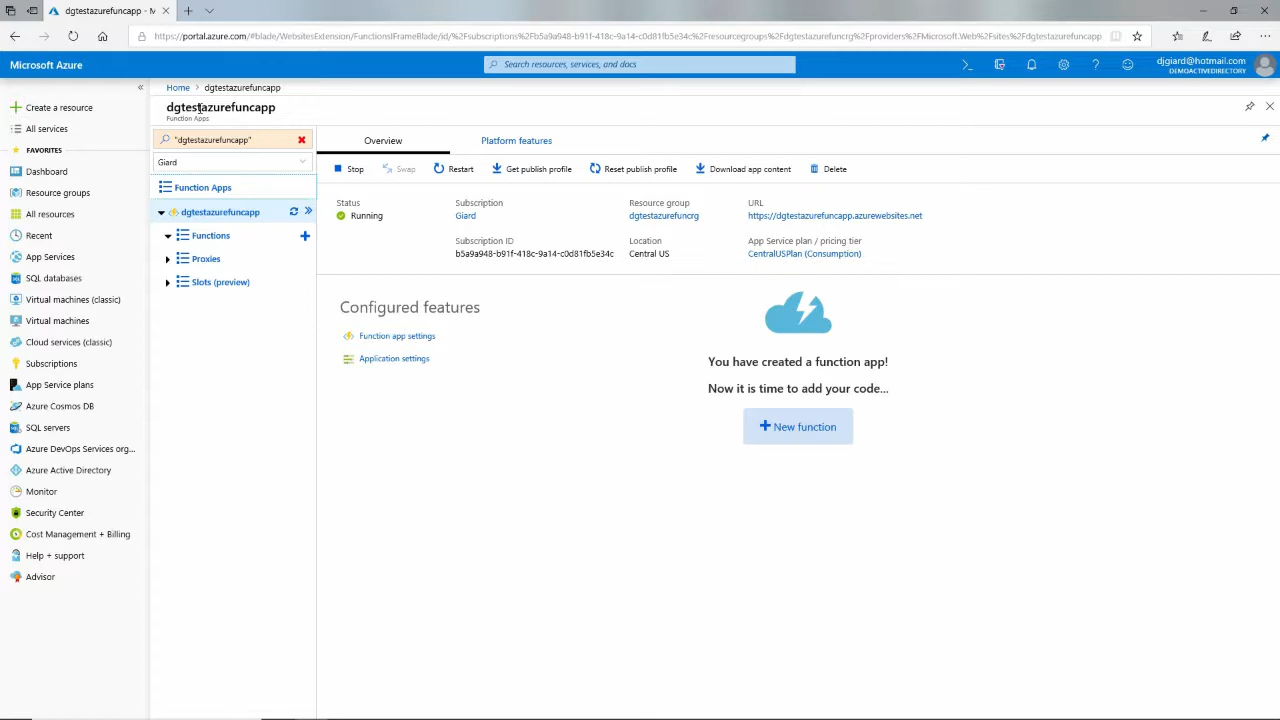 dgtestazurefuncapp - M
https://portal.azure.com/#blade/WebsitesExtension/FunctionsIFrameBlade/id/%2Fsubscriptions%2Fb5a9a948-b91f-418c-9a14-c0d81fb5e34c%2Fresourcegroups%2Fdgtestazurefuncrg%2Fproviders%2FMicrosoft.Web%2Fsites%2Fdgtestazurefuncapp
Microsoft Azure
Search resources, services, and docs
djgiard@hotmail.com
DEMOACTIVEDIRECTORY
Create a resource
All services
FAVORITES
Dashboard
Resource groups
All resources
Recent
App Services
SQL databases
Virtual machines (classic)
Virtual machines
Cloud services (classic)
Subscriptions
App Service plans
Azure Cosmos DB
SQL servers
Azure DevOps Services org...
Azure Active Directory
Monitor
Security Center
Cost Management + Billing
Help + support
Advisor
Home > dgtestazurefuncapp
dgtestazurefuncapp
Function Apps
"dgtestazurefuncapp"
Giard
Function Apps
dgtestazurefuncapp
Functions
Proxies
Slots (preview)
Overview
Platform features
Stop
Swap
Restart
Get publish profile
Reset publish profile
Download app content
Delete
Status
Running
Subscription
Giard
Subscription ID
b5a9a948-b91f-418c-9a14-c0d81fb5e34c
Resource group
dgtestazurefuncrg
Location
Central US
URL
https://dgtestazurefuncapp.azurewebsites.net
App Service plan / pricing tier
CentralUSPlan (Consumption)
Configured features
Function app settings
Application settings
You have created a function app!
Now it is time to add your code...
New function